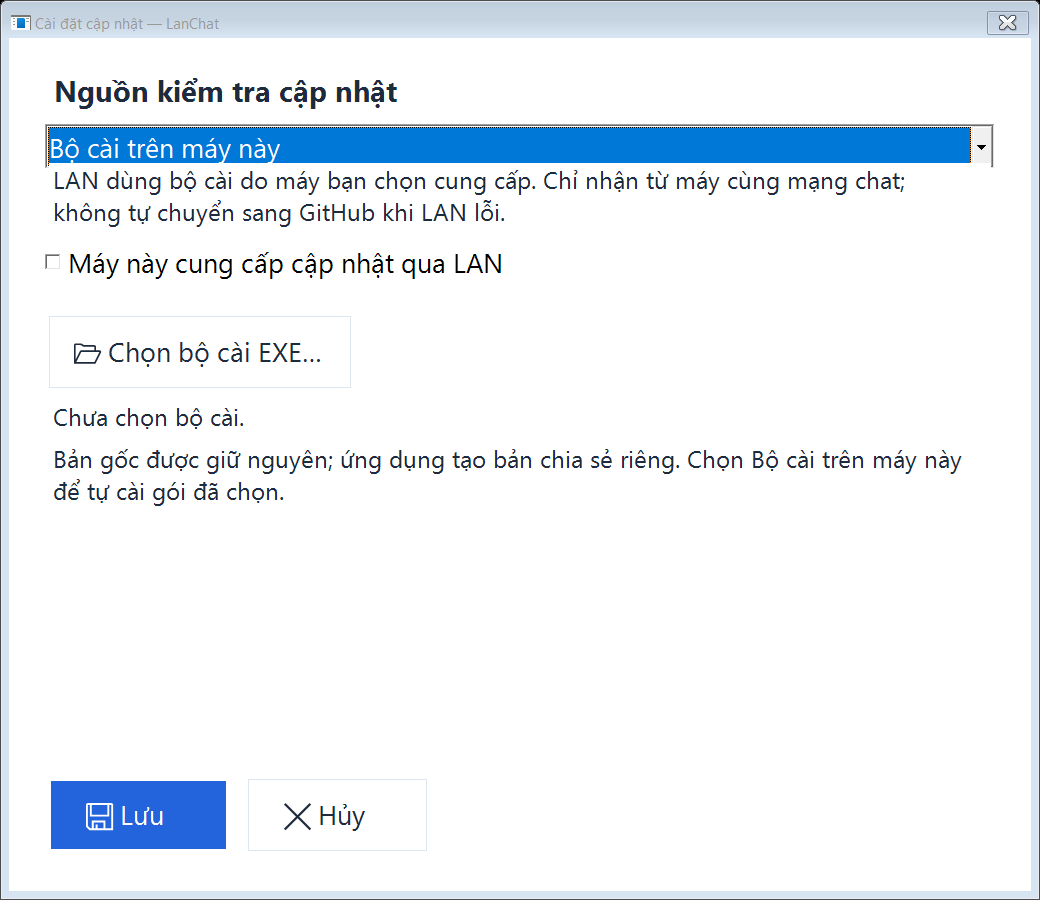 Cài đặt cập nhật — LanChat
Nguồn kiểm tra cập nhật
Bộ cài trên máy này
LAN dùng bộ cài do máy bạn chọn cung cấp. Chỉ nhận từ máy cùng mạng chat;
không tự chuyển sang GitHub khi LAN lỗi.
Máy này cung cấp cập nhật qua LAN
Chọn bộ cài EXE...
Chưa chọn bộ cài.
Bản gốc được giữ nguyên; ứng dụng tạo bản chia sẻ riêng. Chọn Bộ cài trên máy này
để tự cài gói đã chọn.
Lưu
Hủy